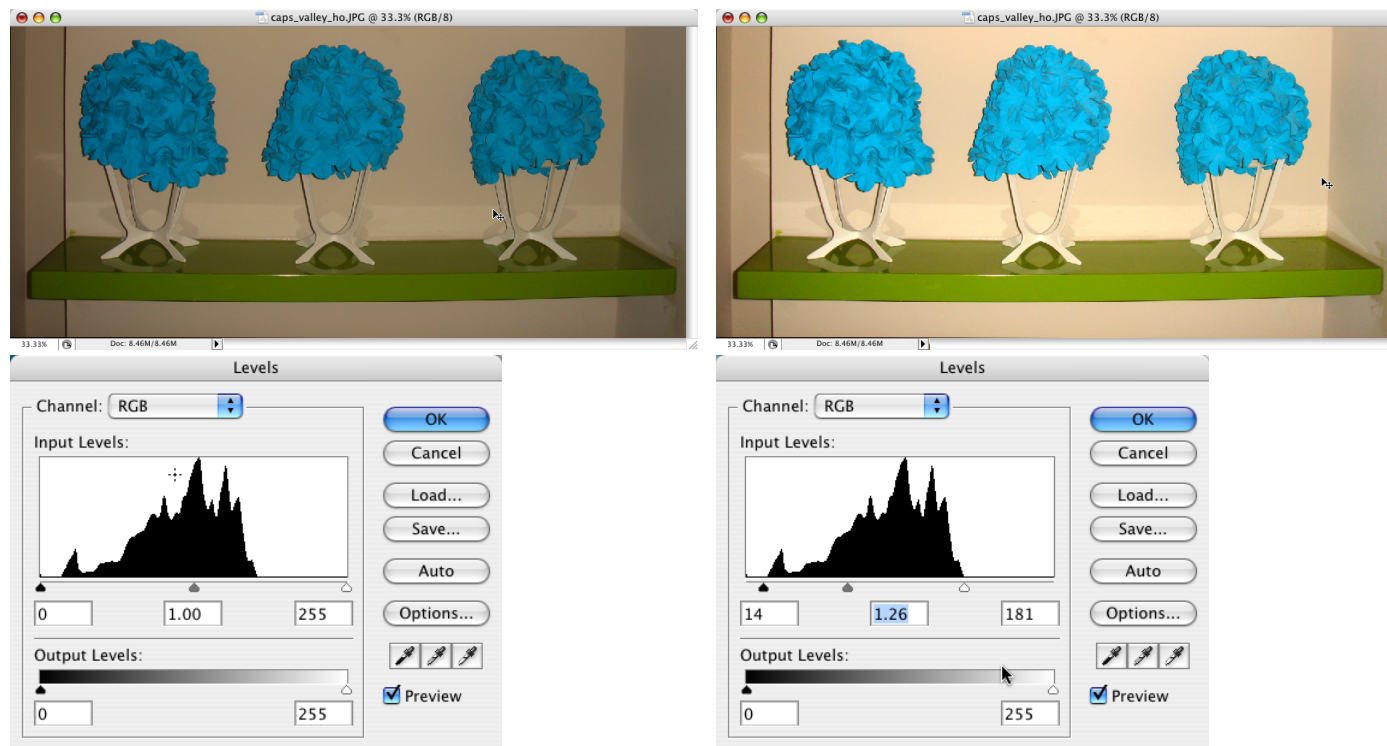 caps_valley_ho.JPG @ 33.3% (RGB/8)
33.33%
Doc: 8.46M/8.46M
Levels
Channel: RGB
Input Levels:
0 1.00 255
Output Levels:
0 255
OK
Cancel
Load...
Save...
Auto
Options...
Preview
caps_valley_ho.JPG @ 33.3% (RGB/8)
33.33%
Doc: 8.46M/8.46M
Levels
Channel: RGB
Input Levels:
14 1.26 181
Output Levels:
0 255
OK
Cancel
Load...
Save...
Auto
Options...
Preview